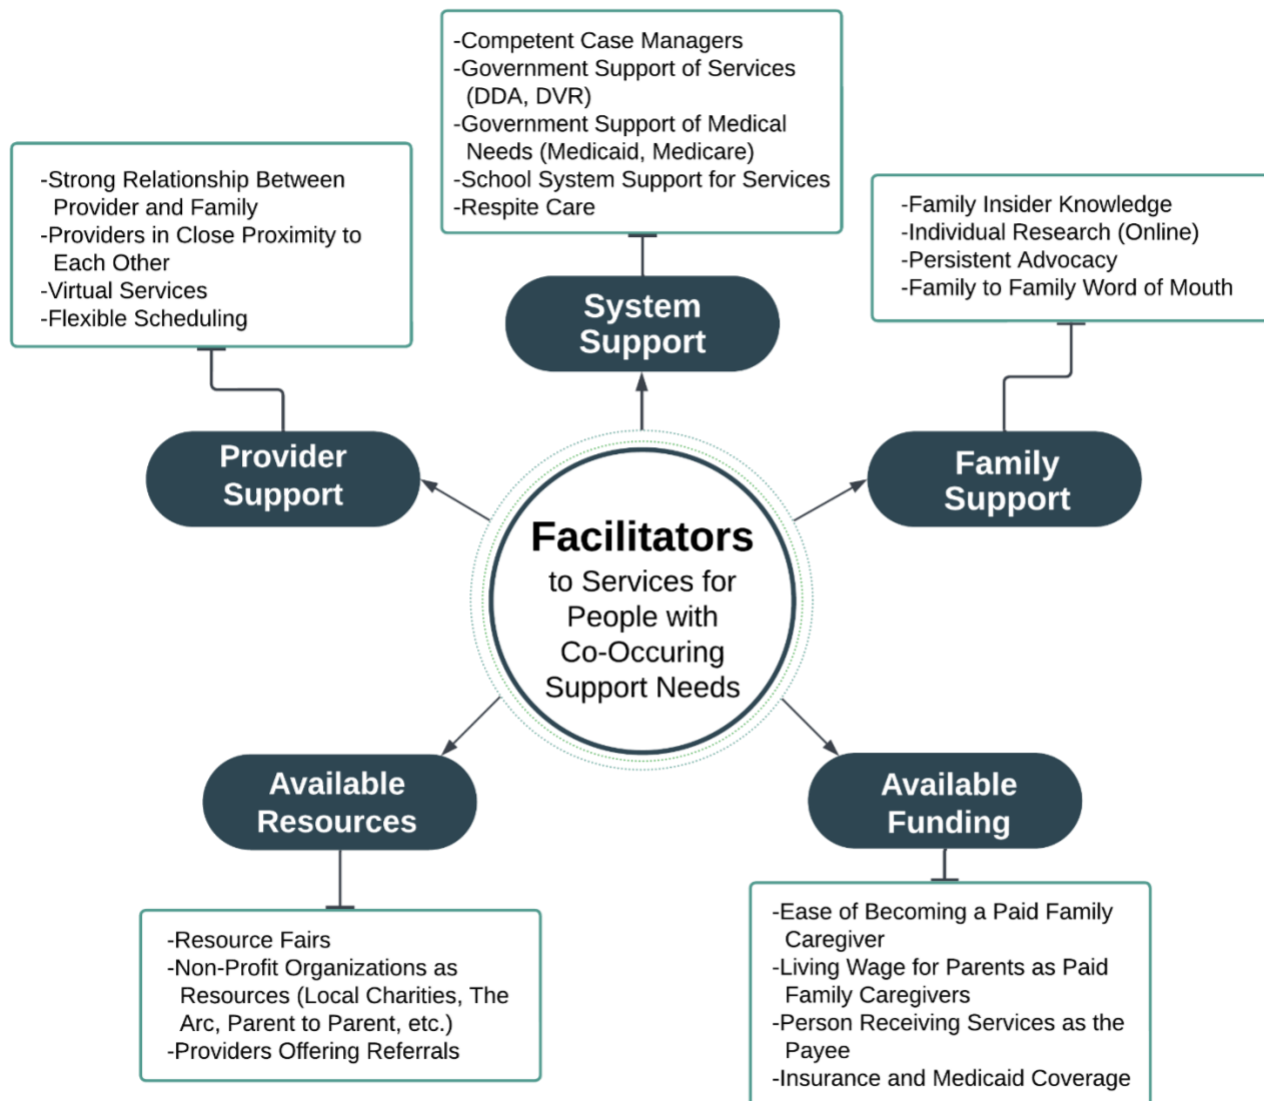 -Competent Case Managers
-Government Support of Services
(DDA, DVR)
-Government Support of Medical
Needs (Medicaid, Medicare)
-School System Support for Services
-Respite Care
-Strong Relationship Between
Provider and Family
-Providers in Close Proximity to
Each Other
-Virtual Services
-Flexible Scheduling
-Family Insider Knowledge
-Individual Research (Online)
-Persistent Advocacy
-Family to Family Word of Mouth
System
Support
Provider
Support
Family
Support
Facilitators
to Services for
People with
Co-Occuring
Support Needs
Available
Resources
Available
Funding
-Resource Fairs
-Non-Profit Organizations as
Resources (Local Charities, The
Arc, Parent to Parent, etc.)
-Providers Offering Referrals
-Ease of Becoming a Paid Family
Caregiver
-Living Wage for Parents as Paid
Family Caregivers
-Person Receiving Services as the
Payee
-Insurance and Medicaid Coverage